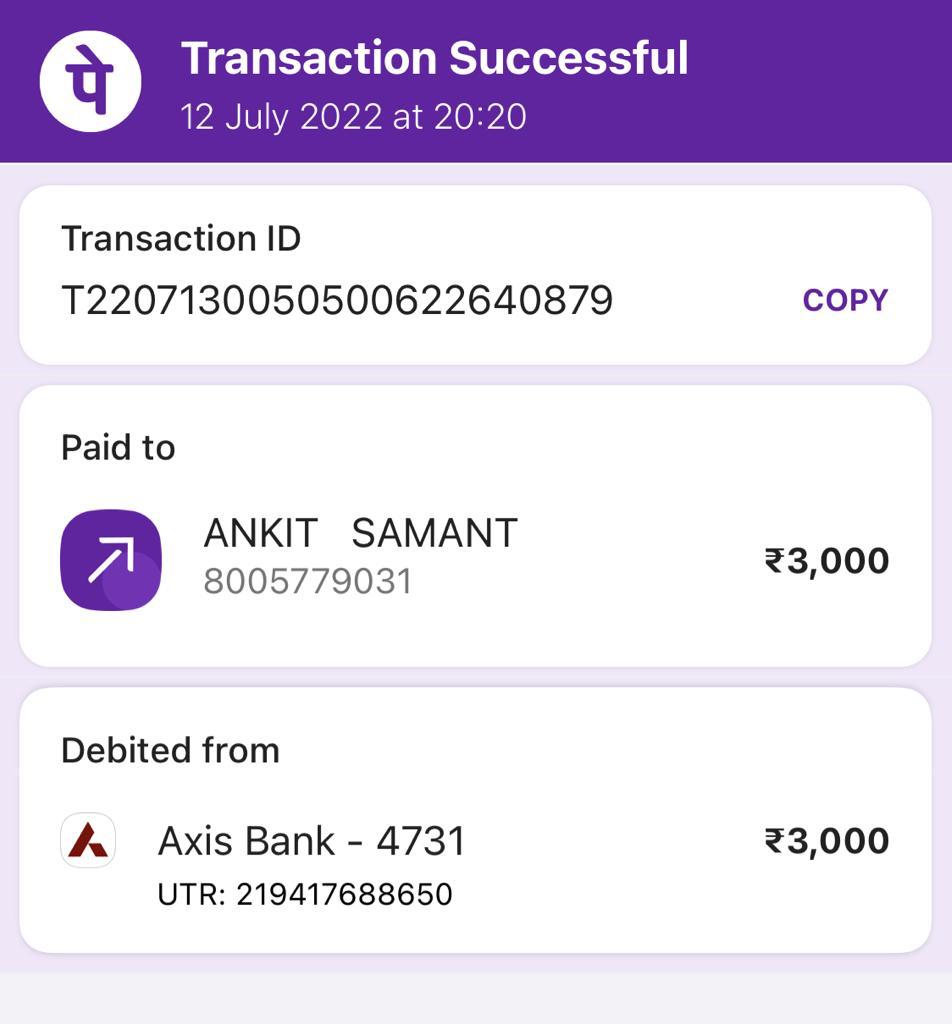 पे
Transaction Successful
12 July 2022 at 20:20
Transaction ID
T2207130050500622640879
COPY
Paid to
ANKIT   SAMANT
8005779031
₹3,000
Debited from
Axis Bank - 4731
₹3,000
UTR: 219417688650